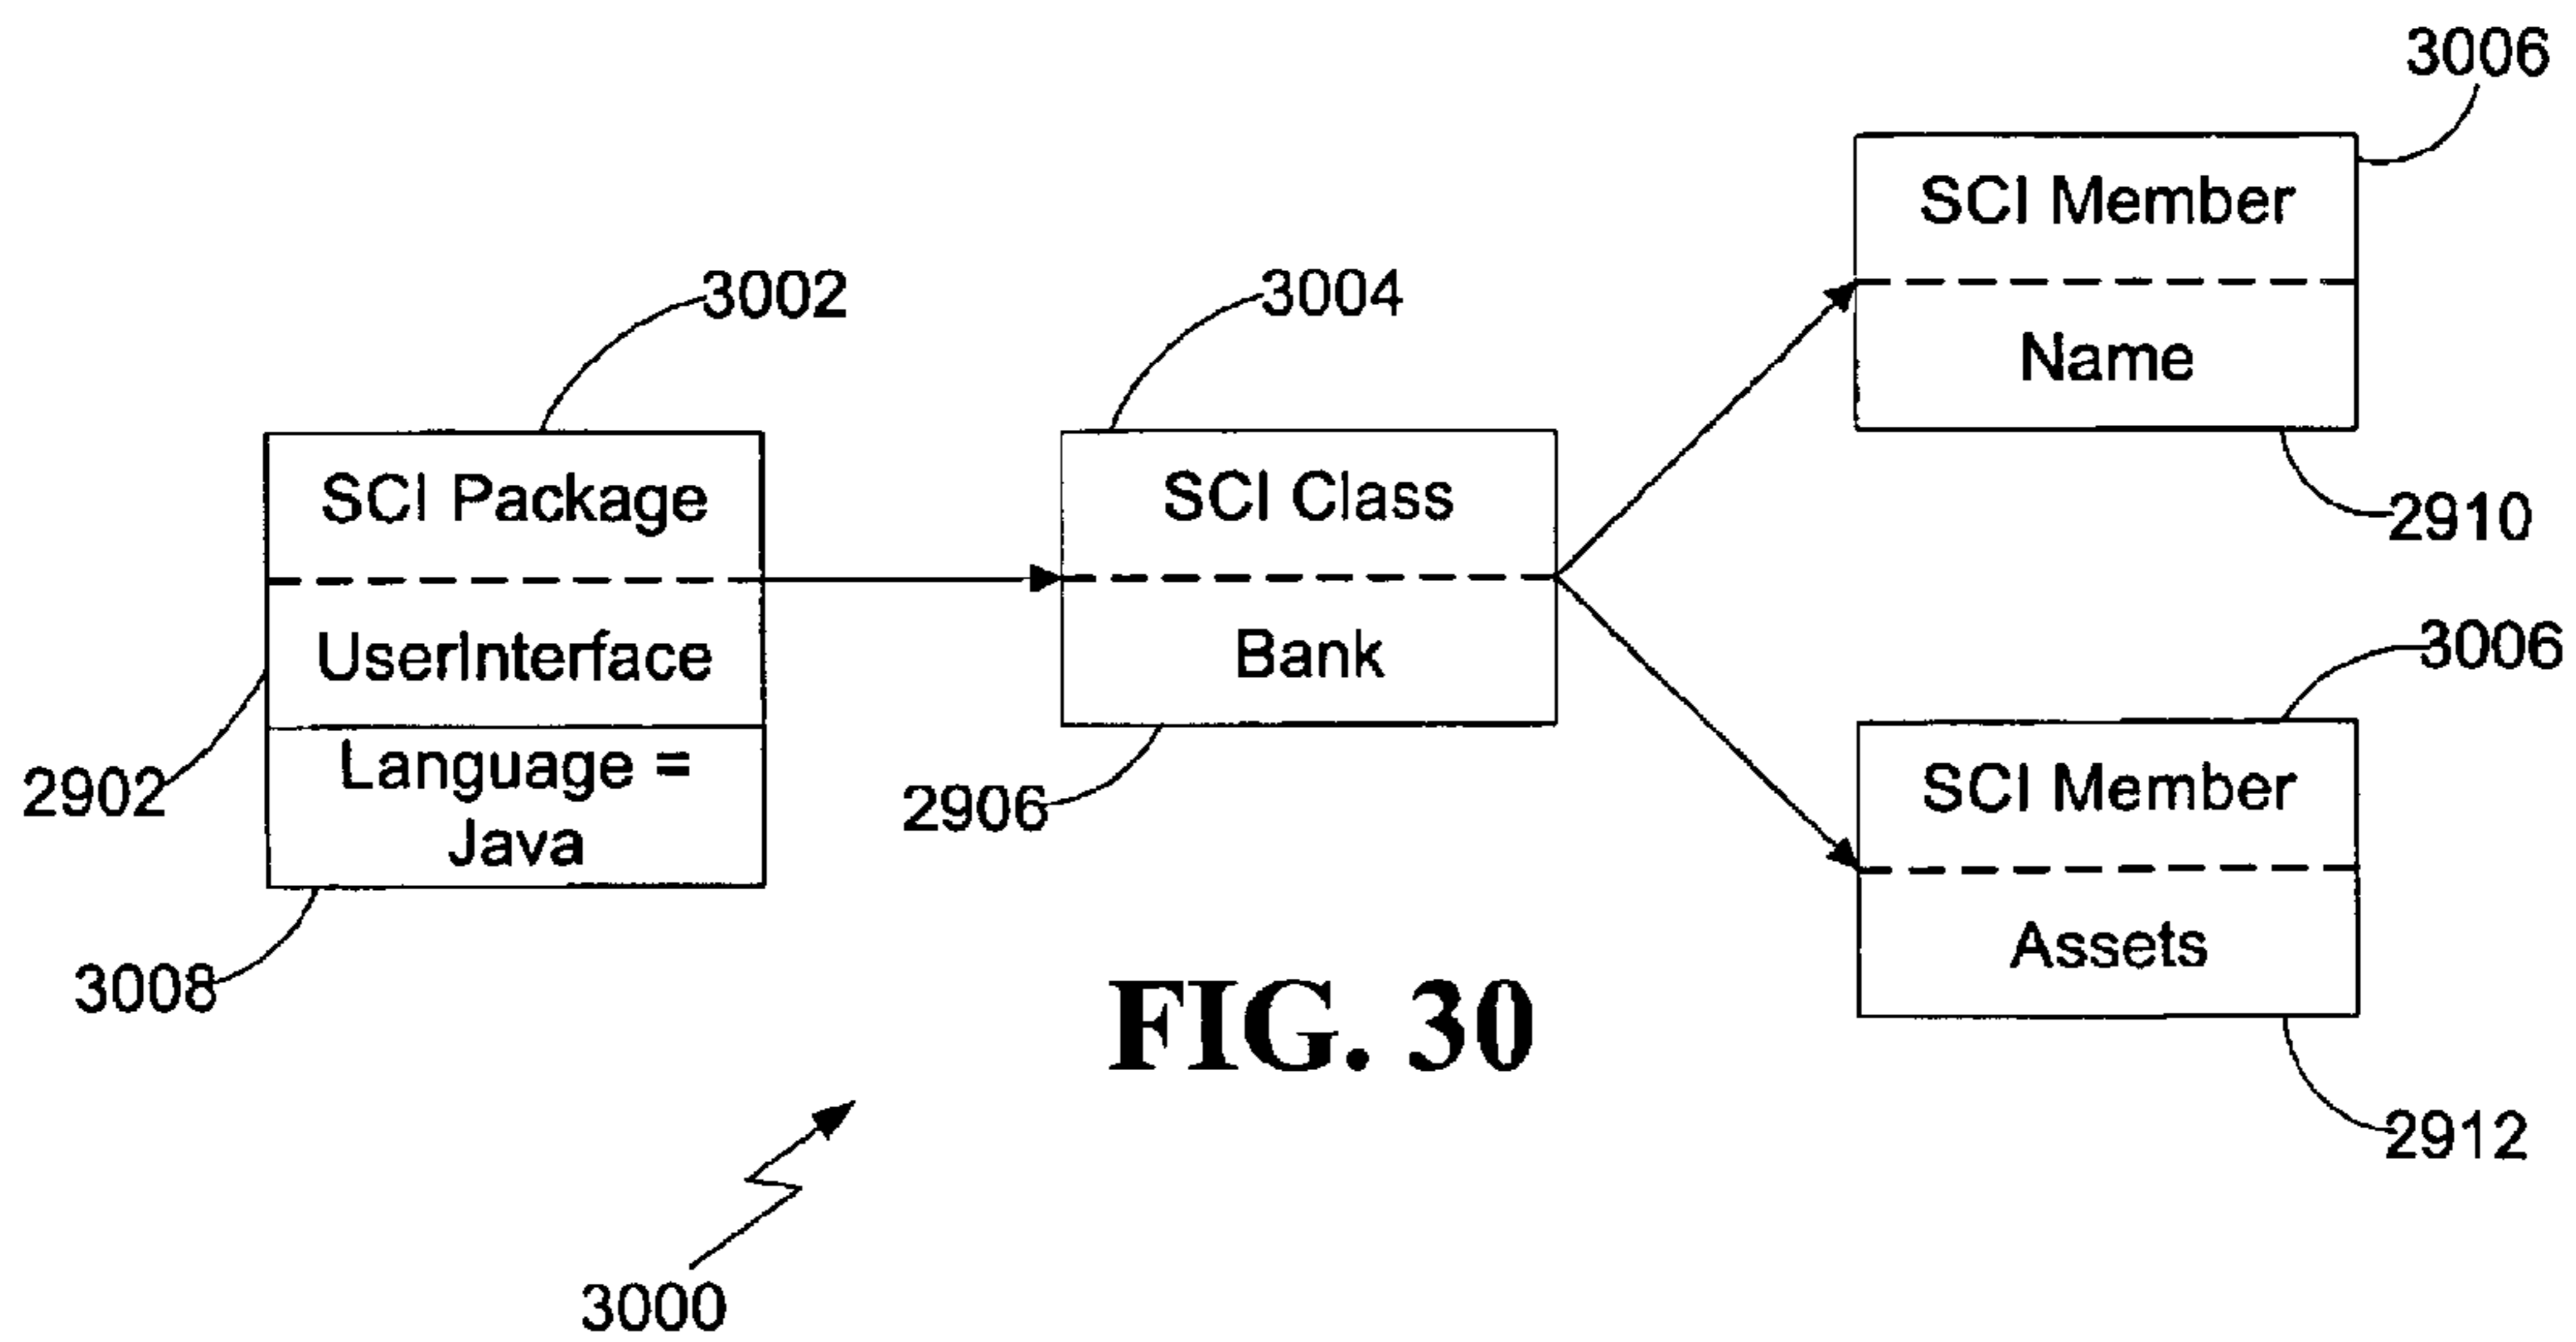 3006
SCI Member
Name
2910
3002
3004
SCI Package
SCI Class
UserInterface
Bank
2902
2906
Language =
Java
3008
3006
SCI Member
Assets
2912
FIG. 30
3000